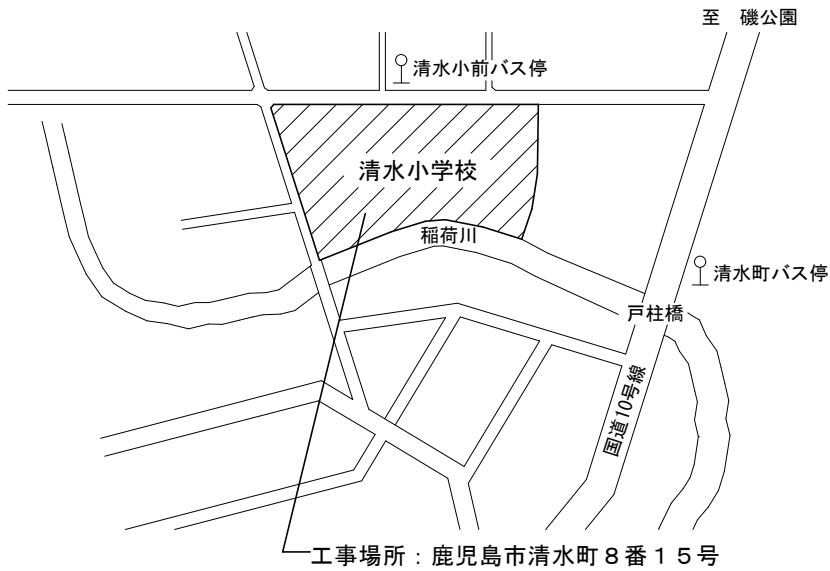 至　磯公園
清水小前バス停
清水小学校
稲荷川
清水町バス停
戸柱橋
国道10号線
工事場所：鹿児島市清水町８番１５号